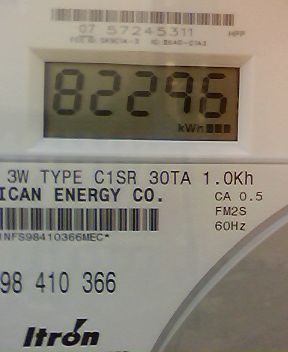 07 57245311 HPP
82296
kWh
3W TYPE C1SR 30TA 1.0Kh
ICAN ENERGY CO.
CA 0.5
FM2S
60Hz
INFS98410366MEC*
98 410 366
Itron